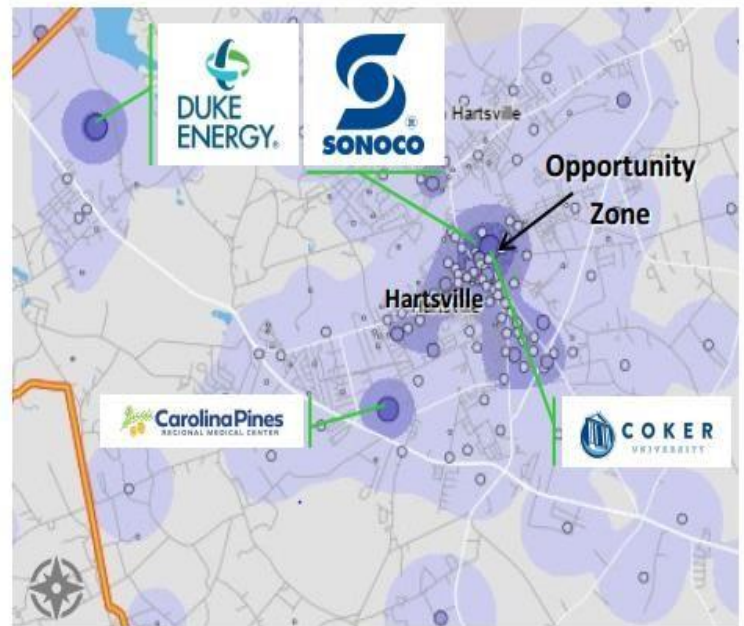 DUKE
ENERGY®
SONOCO
®
Hartsville
Opportunity
Zone
Hartsville
CarolinaPines
REGIONAL MEDICAL CENTER
COKER
UNIVERSITY